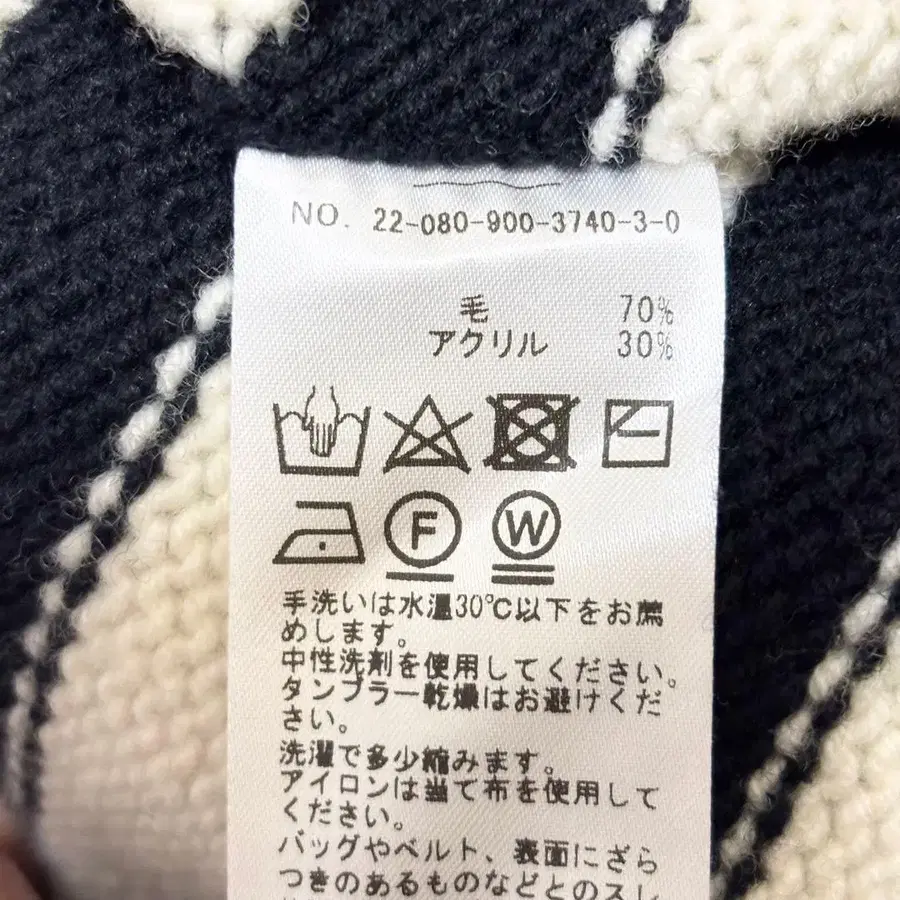 NO. 22-080-900-3740-3-0
毛 70%
アクリル 30%
F W
手洗いは水温30℃以下をお薦
めします。
中性洗剤を使用してください。
タンブラー乾燥はお避けくだ
さい。
洗濯で多少縮みます。
アイロンは当て布を使用して
ください。
バッグやベルト、表面にざら
つきのあるものなどとのスレ